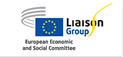 Liaison
Group
European Economic
and Social Committee